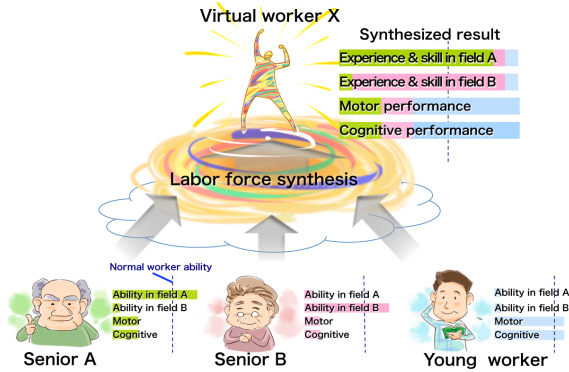 Virtual worker X
Synthesized result
Experience & skill in field A
Experience & skill in field B
Motor performance
Cognitive performance
Labor force synthesis
Normal worker ability
Ability in field A
Ability in field B
Motor
Cognitive
Senior A
Ability in field A
Ability in field B
Motor
Cognitive
Senior B
Ability in field A
Ability in field B
Motor
Cognitive
Young worker